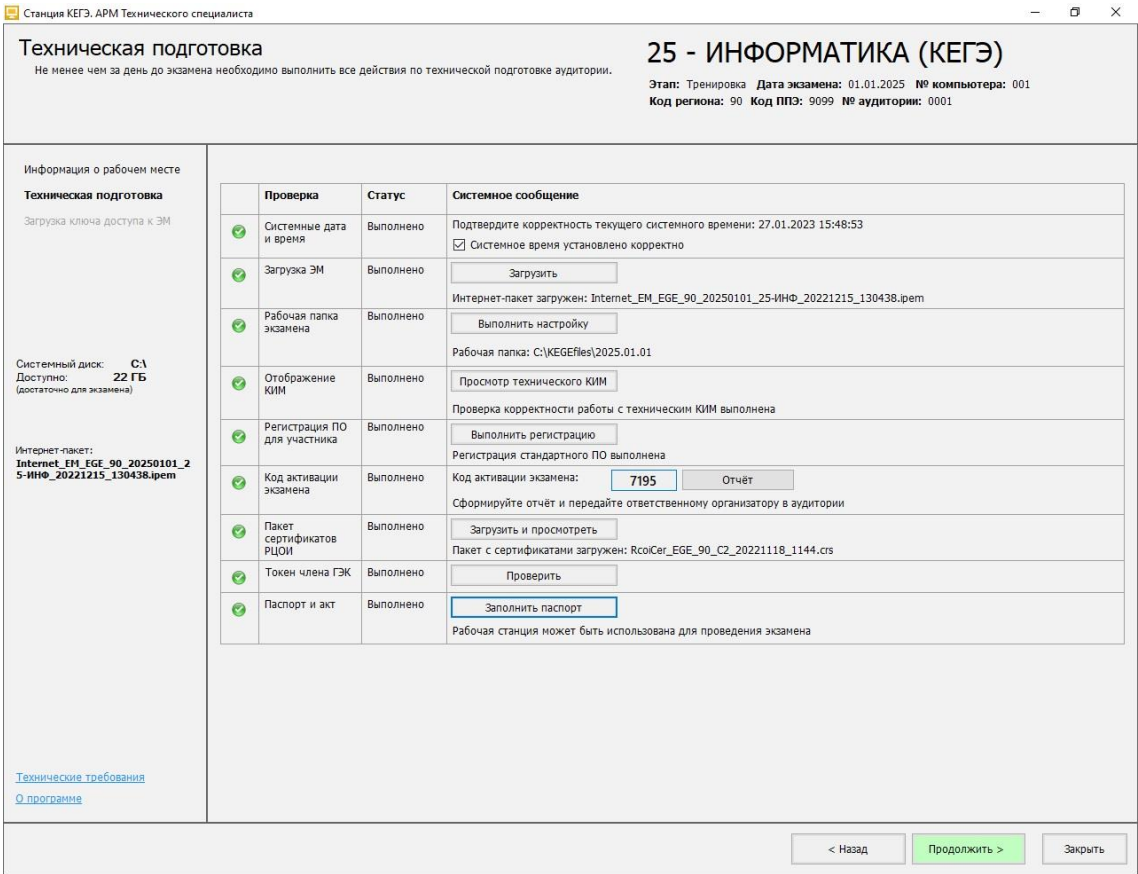 Станция КЕГЭ. АРМ Технического специалиста
Техническая подготовка
Не менее чем за день до экзамена необходимо выполнить все действия по технической подготовке аудитории.
25 - ИНФОРМАТИКА (КЕГЭ)
Этап: Тренировка Дата экзамена: 01.01.2025 № компьютера: 001
Код региона: 90 Код ППЭ: 9099 № аудитории: 0001
Информация о рабочем месте
Техническая подготовка
Загрузка ключа доступа к ЭМ
Системный диск: C:\
Доступно: 22 ГБ
(достаточно для экзамена)
Интернет-пакет:
Internet_EM_EGE_90_20250101_2
5-ИНФ_20221215_130438.ipem
Технические требования
О программе
Проверка Статус Системное сообщение
Системные дата Выполнено Подтвердите корректность текущего системного времени: 27.01.2023 15:48:53
и время Системное время установлено корректно
Загрузка ЭМ Выполнено Загрузить
Интернет-пакет загружен: Internet_EM_EGE_90_20250101_25-ИНФ_20221215_130438.ipem
Рабочая папка Выполнено Выполнить настройку
экзамена
Рабочая папка: C:\KEGEfiles\2025.01.01
Отображение Выполнено Просмотр технического КИМ
КИМ
Проверка корректности работы с техническим КИМ выполнена
Регистрация ПО Выполнено Выполнить регистрацию
для участника
Регистрация стандартного ПО выполнена
Код активации Выполнено Код активации экзамена: 7195 Отчёт
экзамена
Сформируйте отчёт и передайте ответственному организатору в аудитории
Пакет Выполнено Загрузить и просмотреть
сертификатов
РЦОИ Пакет с сертификатами загружен: RcoiCer_EGE_90_C2_20221118_1144.crs
Токен члена ГЭК Выполнено Проверить
Паспорт и акт Выполнено Заполнить паспорт
Рабочая станция может быть использована для проведения экзамена
< Назад Продолжить > Закрыть